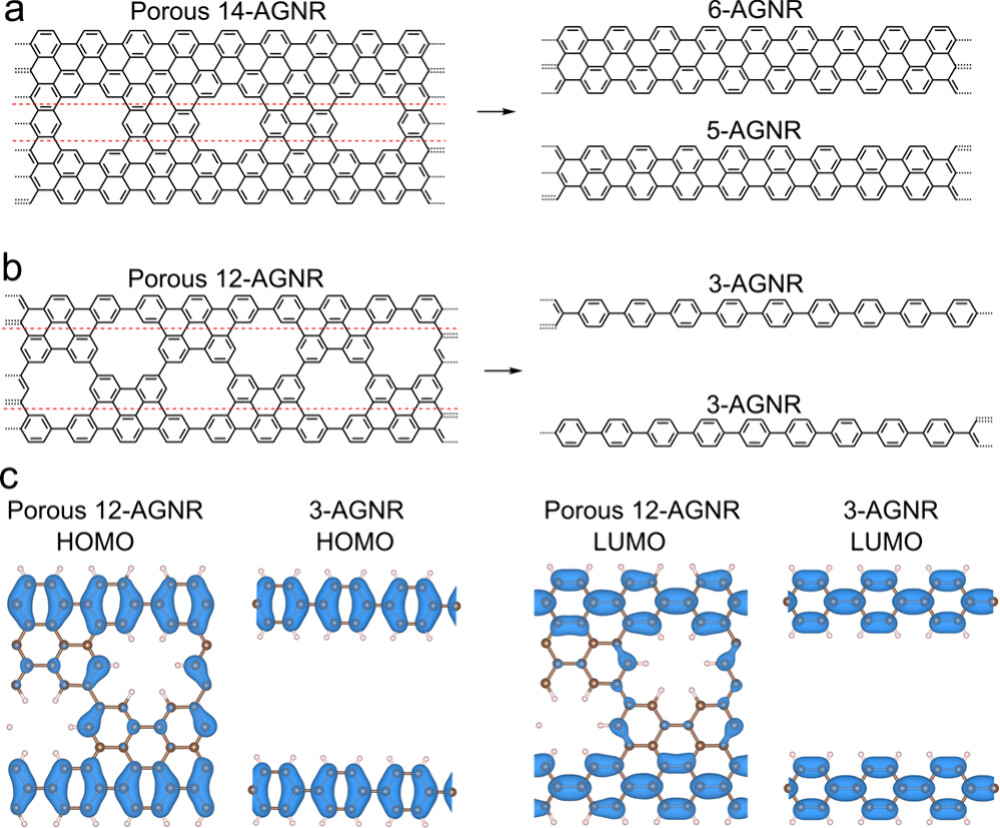 a
Porous 14-AGNR
6-AGNR
5-AGNR
b
Porous 12-AGNR
3-AGNR
3-AGNR
c
Porous 12-AGNR
HOMO
3-AGNR
HOMO
Porous 12-AGNR
LUMO
3-AGNR
LUMO